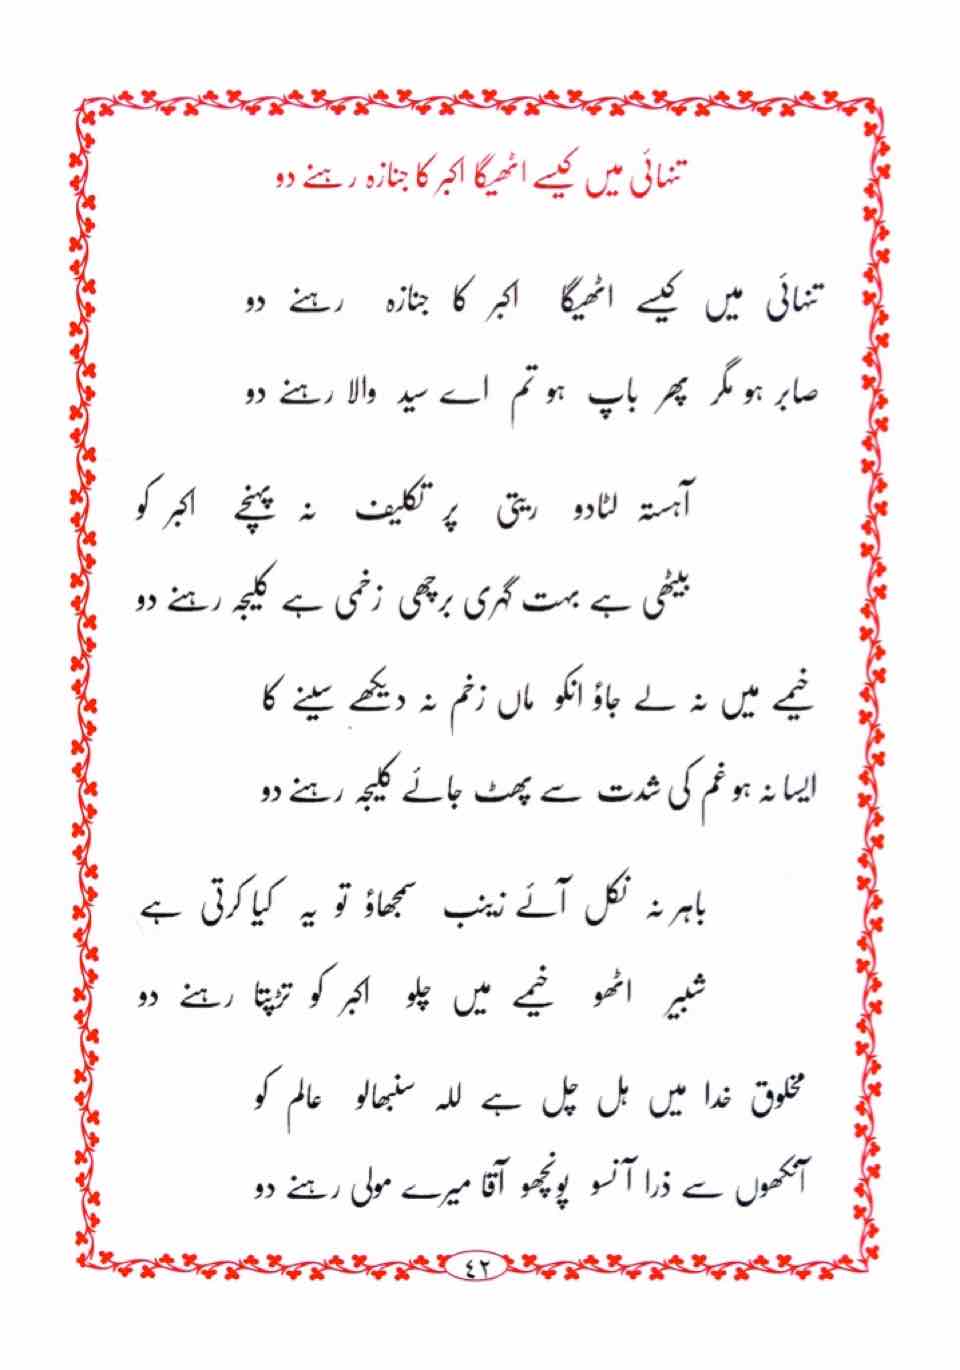 تنہائی میں کیسے اٹھیگا اکبر کا جنازہ رہنے دو
تنہائی میں کیسے اٹھیگا اکبر کا جنازہ رہنے دو
صابر ہو مگر پھر باپ ہو تم اے سید والا رہنے دو
آہستہ لٹادو ریتی پر تکلیف نہ پہنچے اکبر کو
بیٹھی ہے بہت گہری برچھی زخمی ہے کلیجہ رہنے دو
خیمے میں نہ لے جاؤ انکو ماں زخم نہ دیکھے سینے کا
ایسا نہ ہو غم کی شدت سے پھٹ جائے کلیجہ رہنے دو
باہر نہ نکل آئے زینب سمجھاؤ تو یہ کیا کرتی ہے
شبیر اٹھو خیمے میں چلو اکبر کو تڑپتا رہنے دو
مخلوق خدا میں ہل چل ہے للہ سنبھالو عالم کو
آنکھوں سے ذرا آنسو پونچھو آقا میرے مولی رہنے دو
٤٢